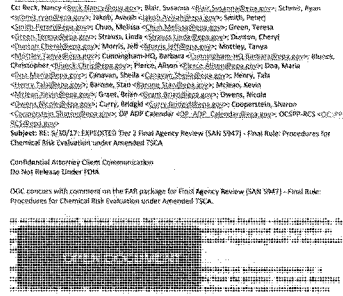 Cc: Beck, Nancy <Beck.Nancy@epa.gov>; Blair, Susanna <Blair.Susanna@epa.gov>; Schmit, Ryan
<schmit.ryan@epa.gov>; Jakob, Avivah <Jakob.Avivah@epa.gov>; Smith, Peterj
<Smith.Peterj@epa.gov>; Chun, Melissa <Chun.Melissa@epa.gov>; Green, Teresa
<Green.Teresa@epa.gov>; Strauss, Linda <Strauss.Linda@epa.gov>; Dunton, Cheryl
<Dunton.Cheryl@epa.gov>; Morris, Jeff <Morris.Jeff@epa.gov>; Mottley, Tanya
<Mottley.Tanya@epa.gov>; Cunningham-HQ, Barbara <Cunningham-HQ.Barbara@epa.gov>;
Christopher Pierce, Alison <Pierce.Alison@epa.gov>; Doa, Maria
<Doa.Maria@epa.gov>; Canavan, Sheila <Canavan.Sheila@epa.gov>; Henry, Tala
<Henry.Tala@epa.gov>; Barone, Stan <Barone.Stan@epa.gov>; Mclean, Kevin
<Mclean.Kevin@epa.gov>; Grant, Brian <Grant.Brian@epa.gov>; Owens, Nicole
<Owens.Nicole@epa.gov>; Curry, Bridgid <Curry.Bridgid@epa.gov>; Cooperstein, Sharon
<Cooperstein.Sharon@epa.gov>; OP ADP Calendar <OP_ADP_Calendar@epa.gov>; OCSPP-RCS
RCS@epa.gov>
Subject: RE: 5/30/17: EXPEDITED Tier 2 Final Agency Review (SAN 5947) - Final Rule: Procedures for
Chemical Risk Evaluation under Amended TSCA.
Confidential Attorney Client Communication
Do Not Release Under FOIA
OGC concurs with comment on the FAR package for Final Agency Review (SAN 5947) - Final Rule:
Procedures for Chemical Risk Evaluation under Amended TSCA.
OPEN DOCUMENT